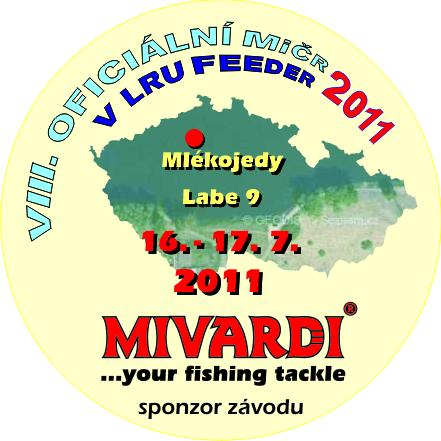 VIII. OFICIÁLNÍ MiČR
V LRU FEEDER 2011
Mlékojedy
Labe 9
16. - 17. 7.
2011
MIVARDI®
...your fishing tackle
sponzor závodu